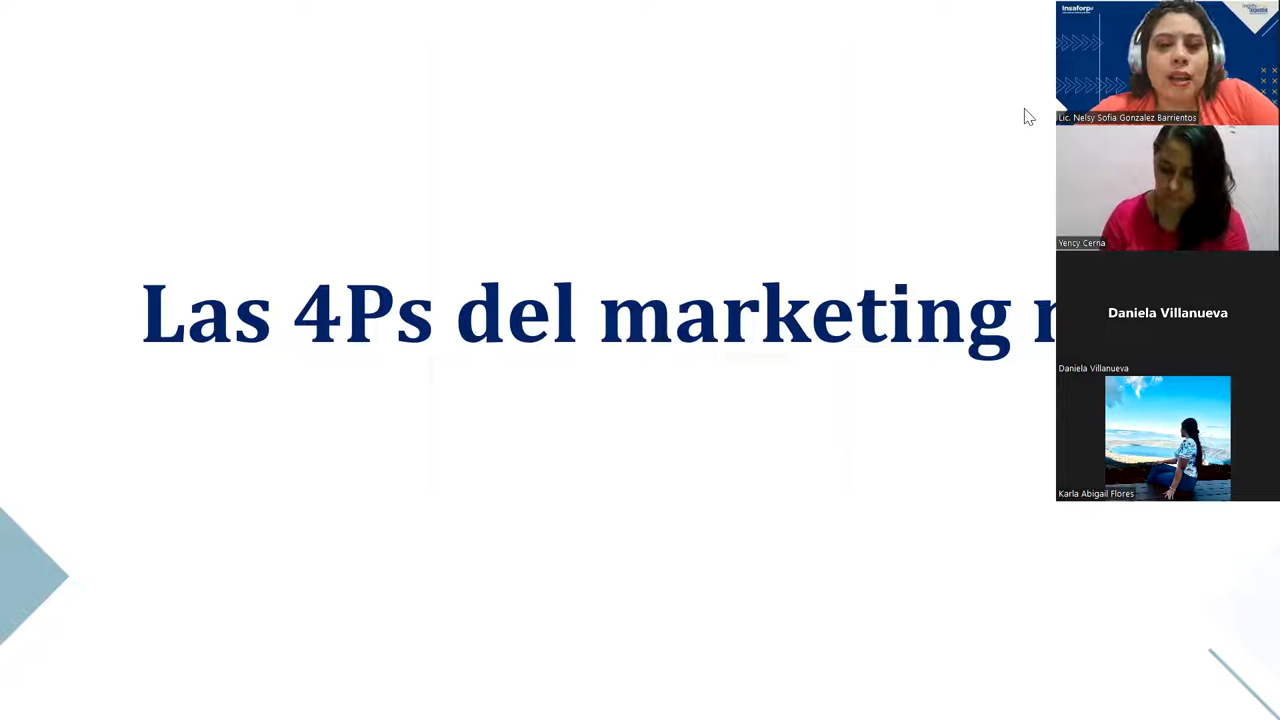 Las 4Ps del marketing
Insaforp
Lic. Nelsy Sofia Gonzalez Barrientos
Yency Cerna
Daniela Villanueva
Daniela Villanueva
Karla Abigail Flores